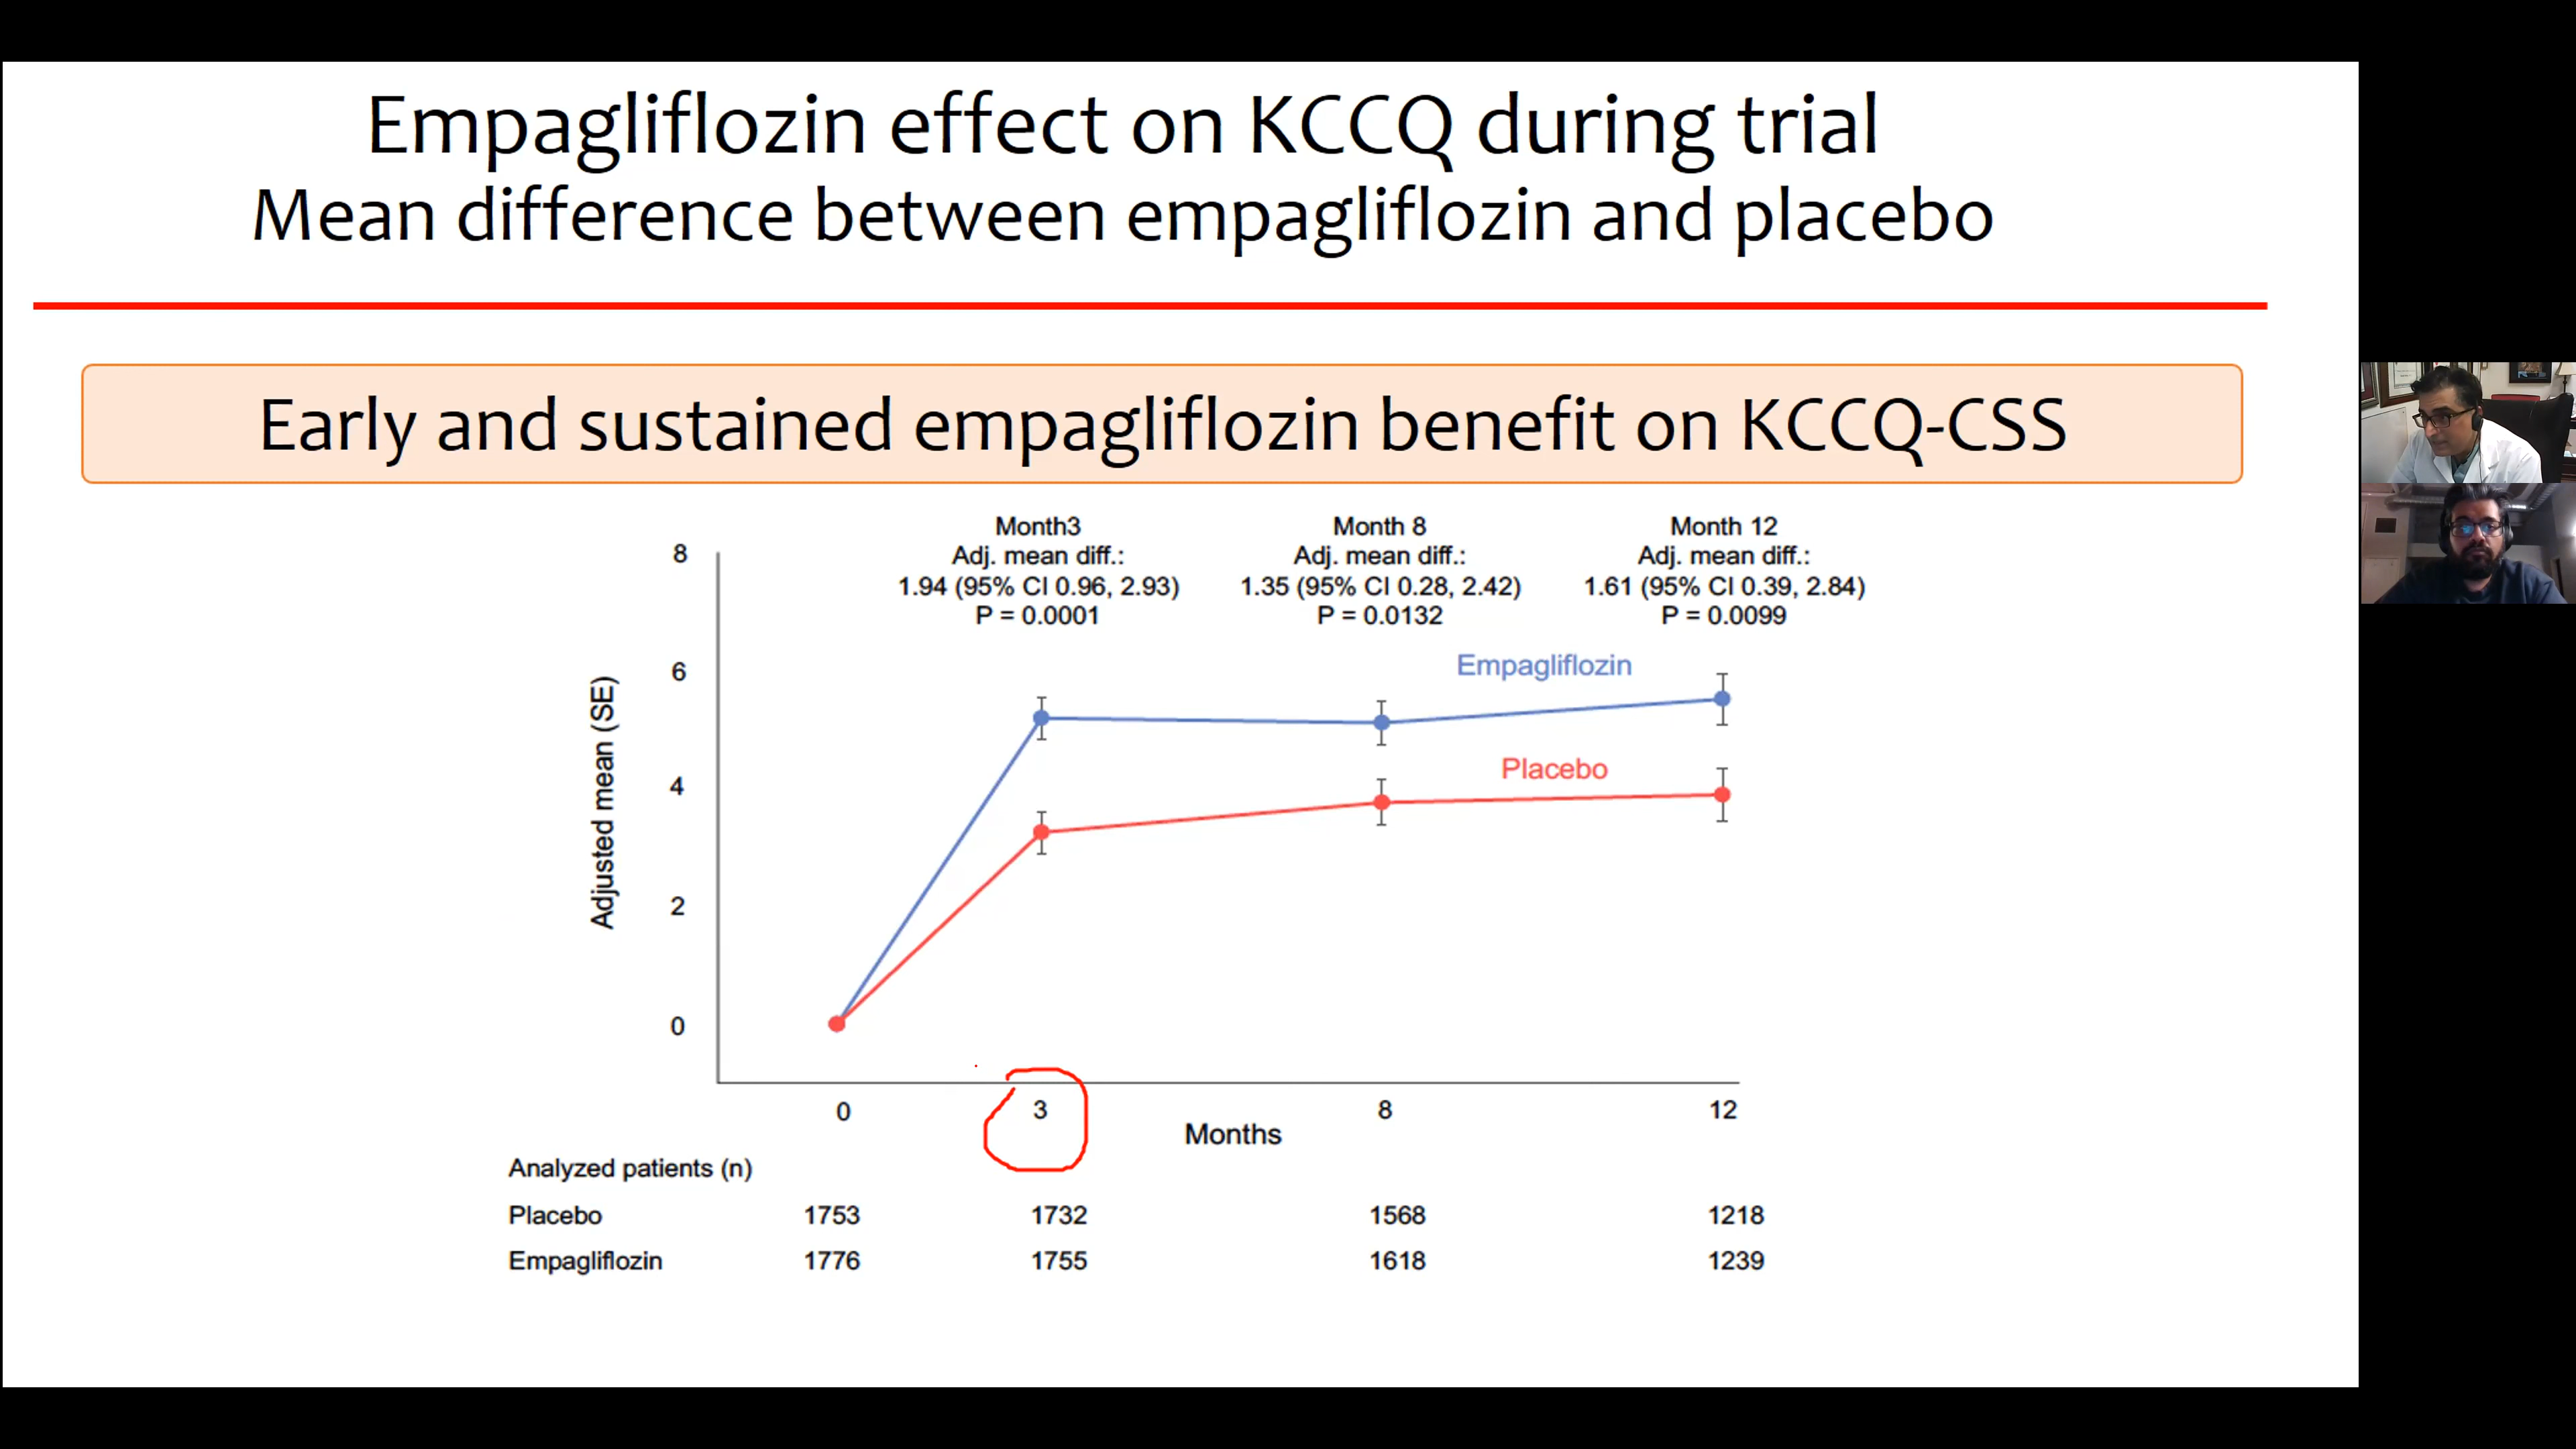 Empagliflozin effect on KCCQ during trial
Mean difference between empagliflozin and placebo
Early and sustained empagliflozin benefit on KCCQ-CSS
Month3
Adj. mean diff.:
1.94 (95% CI 0.96, 2.93)
P = 0.0001
Month 8
Adj. mean diff.:
1.35 (95% CI 0.28, 2.42)
P = 0.0132
Month 12
Adj. mean diff.:
1.61 (95% CI 0.39, 2.84)
P = 0.0099
Adjusted mean (SE)
8
6
4
2
0
Empagliflozin
Placebo
0 3 8 12
Months
Analyzed patients (n)
Placebo 1753 1732 1568 1218
Empagliflozin 1776 1755 1618 1239